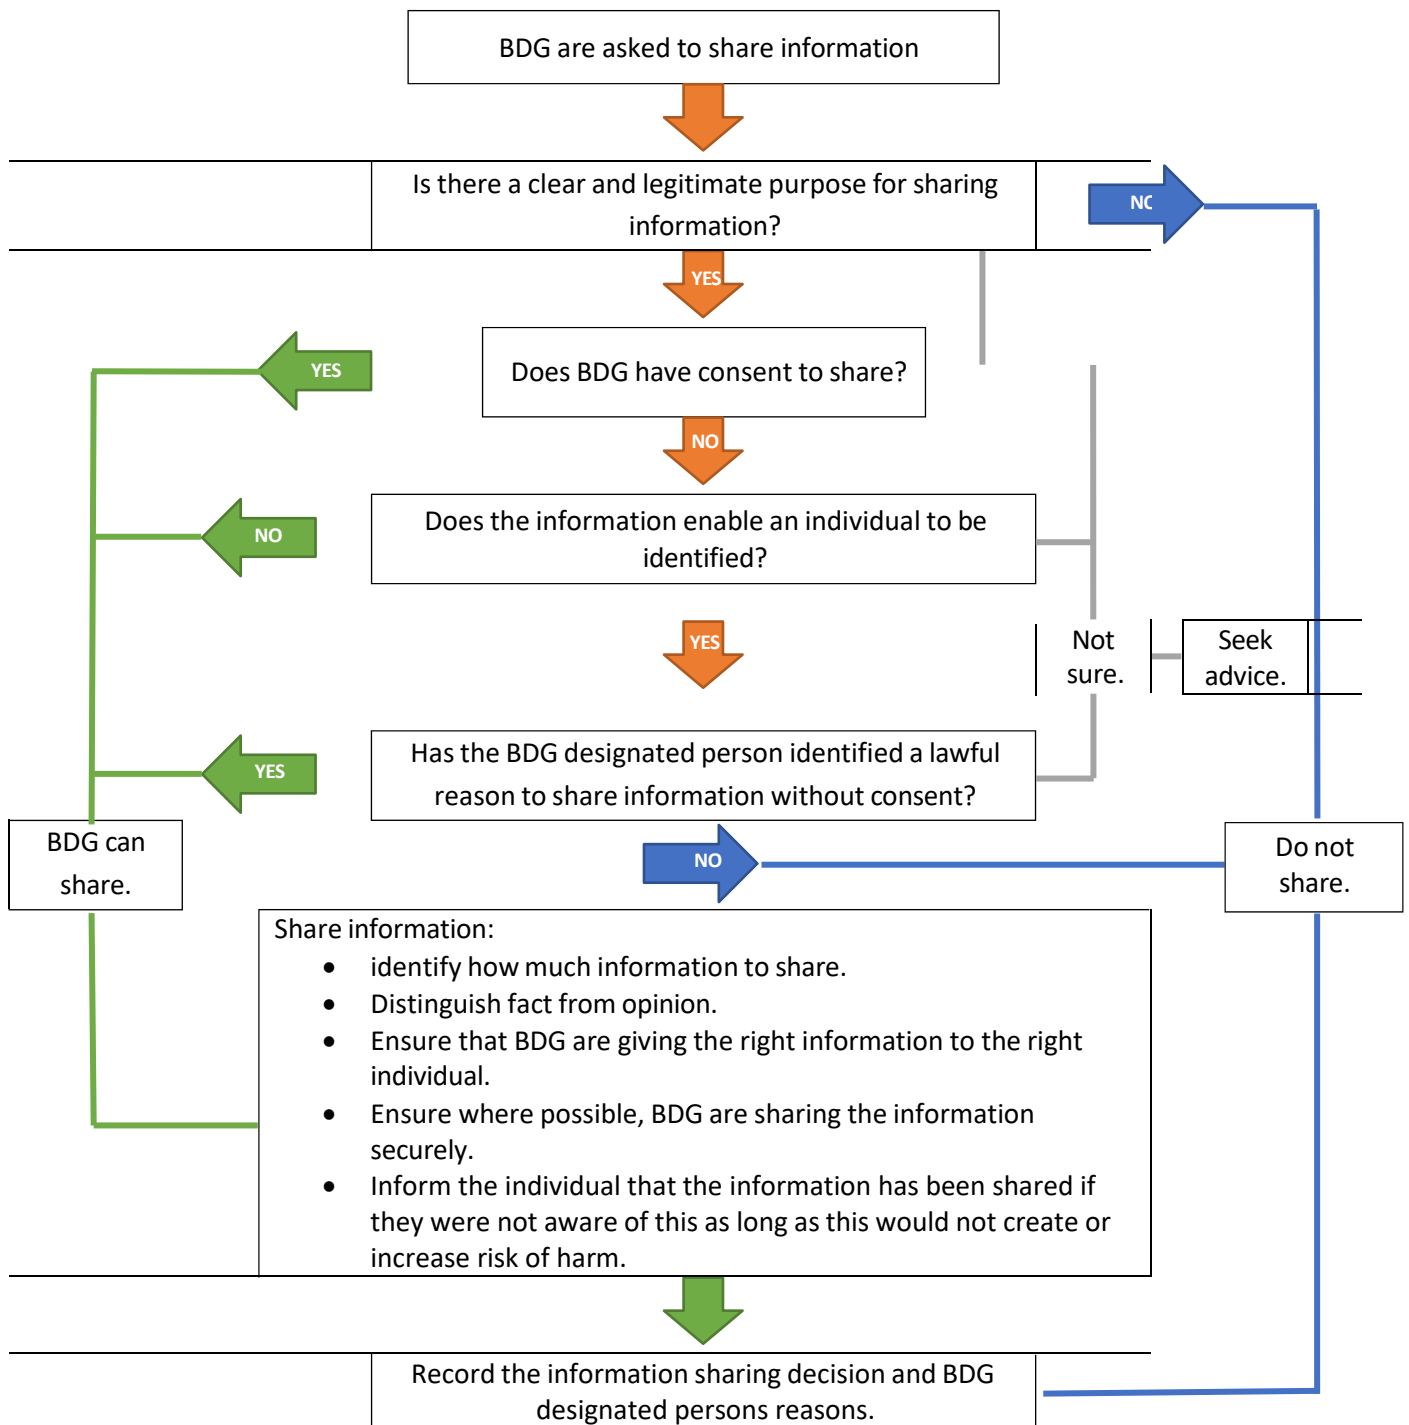 BDG are asked to share information
Is there a clear and legitimate purpose for sharing
information?
NO
YES
Does BDG have consent to share?
YES
NO
Does the information enable an individual to be
identified?
NO
YES
Not
sure.
Seek
advice.
Has the BDG designated person identified a lawful
reason to share information without consent?
YES
NO
BDG can
share.
Do not
share.
Share information:
• identify how much information to share.
• Distinguish fact from opinion.
• Ensure that BDG are giving the right information to the right
individual.
• Ensure where possible, BDG are sharing the information
securely.
• Inform the individual that the information has been shared if
they were not aware of this as long as this would not create or
increase risk of harm.
Record the information sharing decision and BDG
designated persons reasons.